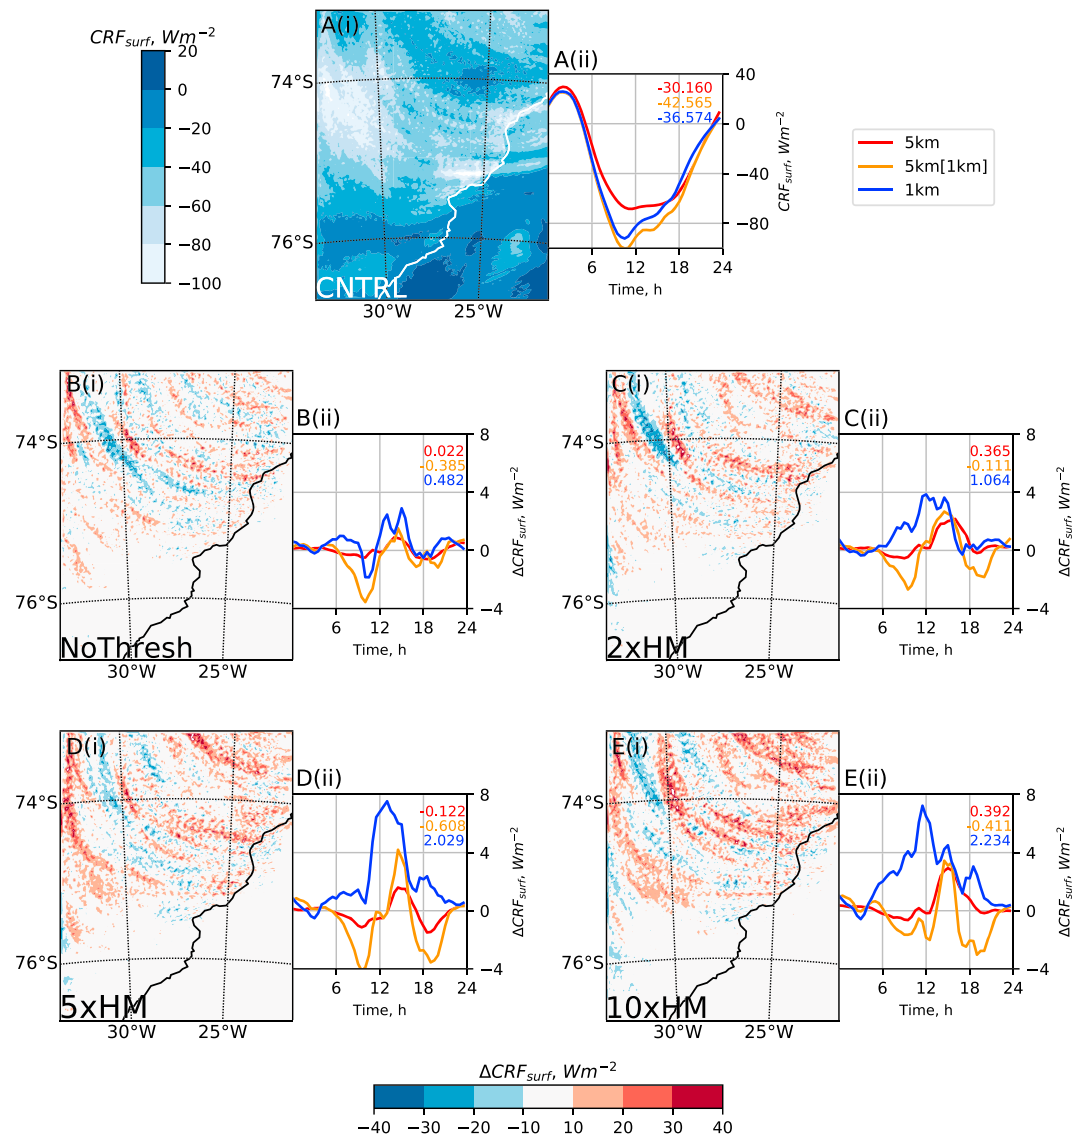 CRF_surf, Wm⁻²
20
0
−20
−40
−60
−80
−100
A(i)
74°S
76°S
CNTRL
30°W 25°W
A(ii)
-30.160
-42.565
-36.574
40
0
−40
−80
CRF_surf, Wm⁻²
6 12 18 24
Time, h
5km
5km[1km]
1km
B(i)
74°S
76°S
NoThresh
30°W 25°W
B(ii)
0.022
-0.385
0.482
8
4
0
−4
ΔCRF_surf, Wm⁻²
6 12 18 24
Time, h
C(i)
74°S
76°S
2xHM
30°W 25°W
C(ii)
0.365
-0.111
1.064
8
4
0
−4
ΔCRF_surf, Wm⁻²
6 12 18 24
Time, h
D(i)
74°S
76°S
5xHM
30°W 25°W
D(ii)
-0.122
-0.608
2.029
8
4
0
−4
ΔCRF_surf, Wm⁻²
6 12 18 24
Time, h
E(i)
74°S
76°S
10xHM
30°W 25°W
E(ii)
0.392
-0.411
2.234
8
4
0
−4
ΔCRF_surf, Wm⁻²
6 12 18 24
Time, h
ΔCRF_surf, Wm⁻²
−40 −30 −20 −10 10 20 30 40